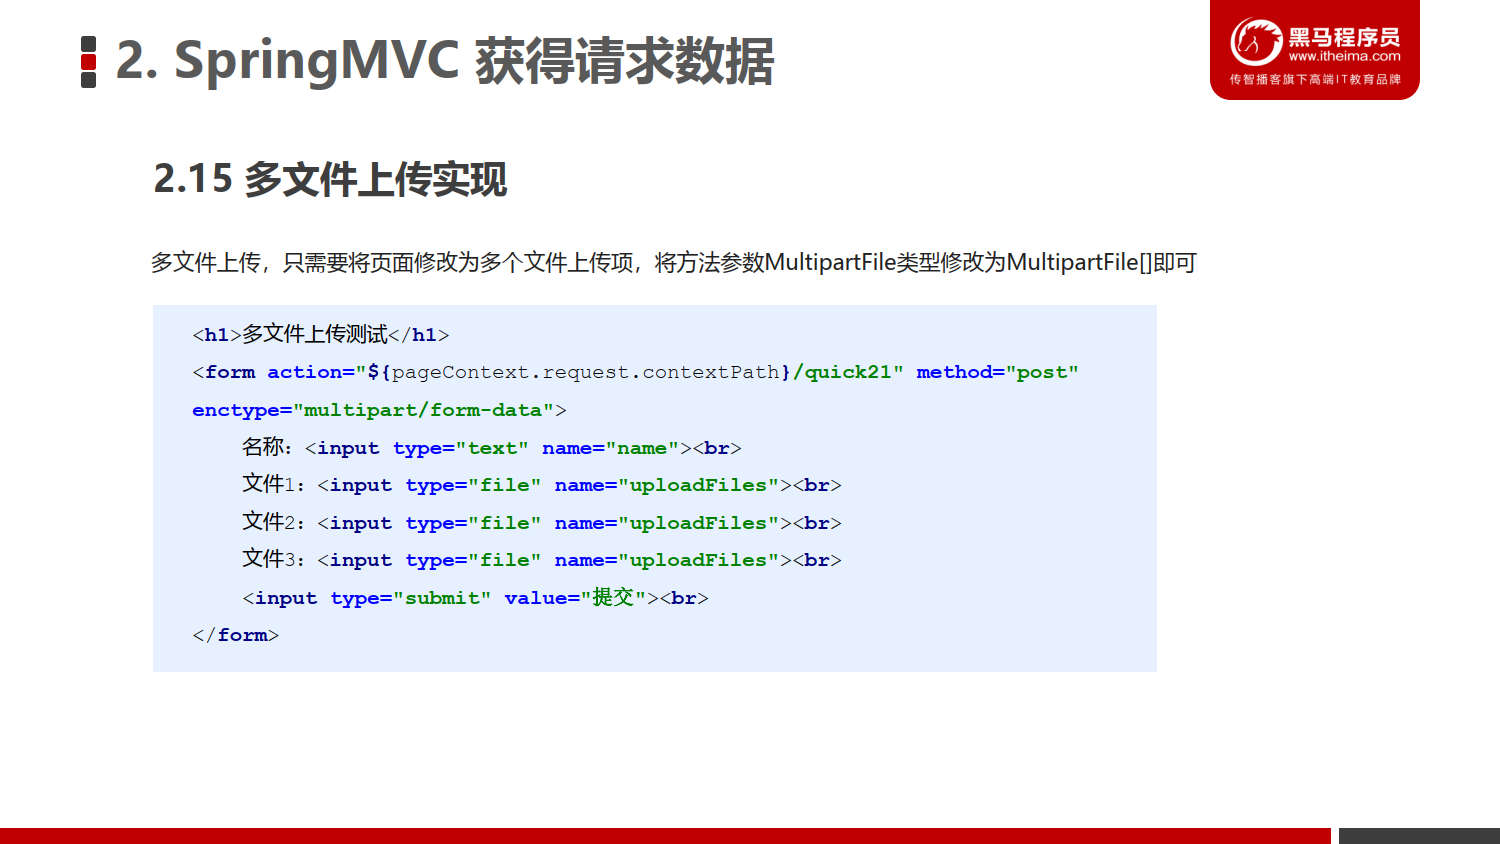 2. SpringMVC 获得请求数据
黑马程序员
www.itheima.com
传智播客旗下高端IT教育品牌
2.15 多文件上传实现
多文件上传，只需要将页面修改为多个文件上传项，将方法参数MultipartFile类型修改为MultipartFile[]即可
<h1>多文件上传测试</h1>
<form action="${pageContext.request.contextPath}/quick21" method="post"
enctype="multipart/form-data">
名称：<input type="text" name="name"><br>
文件1：<input type="file" name="uploadFiles"><br>
文件2：<input type="file" name="uploadFiles"><br>
文件3：<input type="file" name="uploadFiles"><br>
<input type="submit" value="提交"><br>
</form>